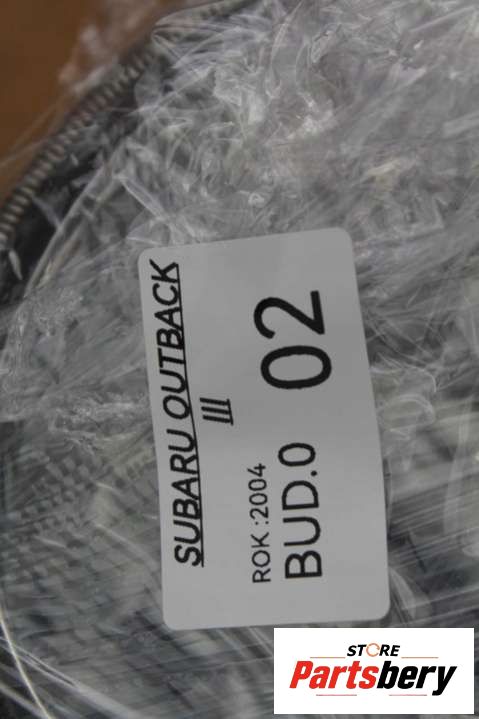 SUBARU OUTBACK
III
ROK :2004
BUD.0 02
STORE
Partsbery